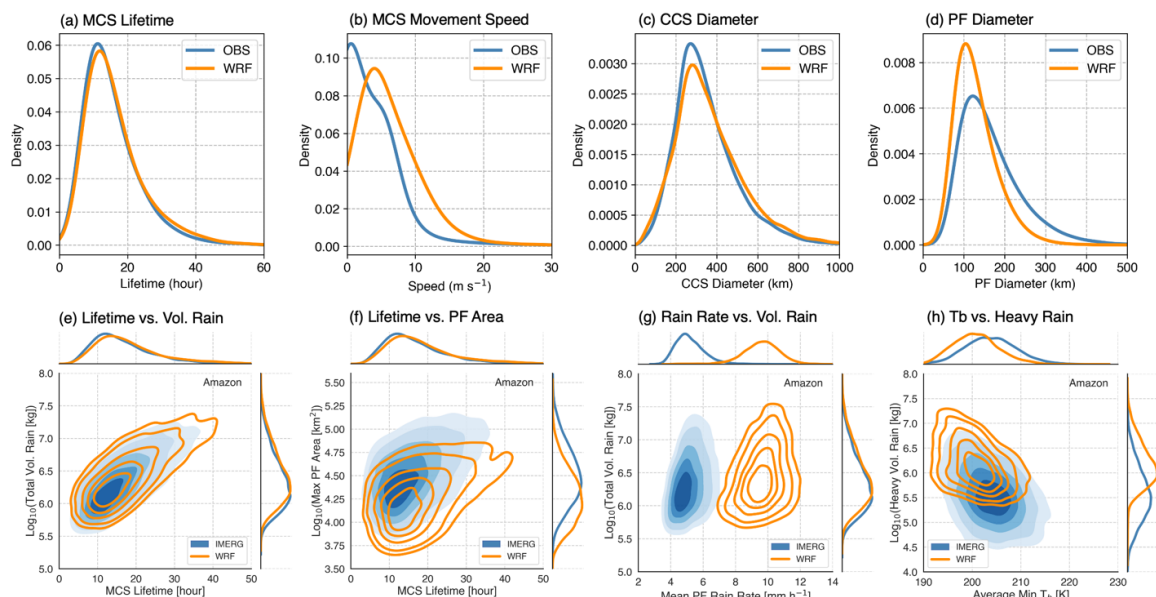 (a) MCS Lifetime
(b) MCS Movement Speed
(c) CCS Diameter
(d) PF Diameter
0.06
0.05
0.04
0.03
0.02
0.01
0.00
Density
OBS
WRF
0
20
40
60
Lifetime (hour)
0.10
0.08
0.06
0.04
0.02
0.00
Density
OBS
WRF
0
10
20
30
Speed (m s⁻¹)
0.0030
0.0025
0.0020
0.0015
0.0010
0.0005
0.0000
Density
OBS
WRF
0
200
400
600
800
1000
CCS Diameter (km)
0.008
0.006
0.004
0.002
0.000
Density
OBS
WRF
0
100
200
300
400
500
PF Diameter (km)
(e) Lifetime vs. Vol. Rain
(f) Lifetime vs. PF Area
(g) Rain Rate vs. Vol. Rain
(h) Tb vs. Heavy Rain
Amazon
8.0
7.5
7.0
6.5
6.0
5.5
5.0
Log₁₀(Total Vol. Rain [kg])
IMERG
WRF
0
10
20
30
40
50
MCS Lifetime [hour]
Amazon
5.50
5.25
5.00
4.75
4.50
4.25
4.00
3.75
3.50
Log₁₀(Max PF Area [km²])
IMERG
WRF
0
10
20
30
40
50
MCS Lifetime [hour]
Amazon
8.0
7.5
7.0
6.5
6.0
5.5
5.0
Log₁₀(Total Vol. Rain [kg])
IMERG
WRF
2
4
6
8
10
12
14
Mean PF Rain Rate [mm h⁻¹]
Amazon
8.0
7.5
7.0
6.5
6.0
5.5
5.0
4.5
4.0
Log₁₀(Heavy Vol. Rain [kg])
IMERG
WRF
190
200
210
220
230
Average Min T_b [K]